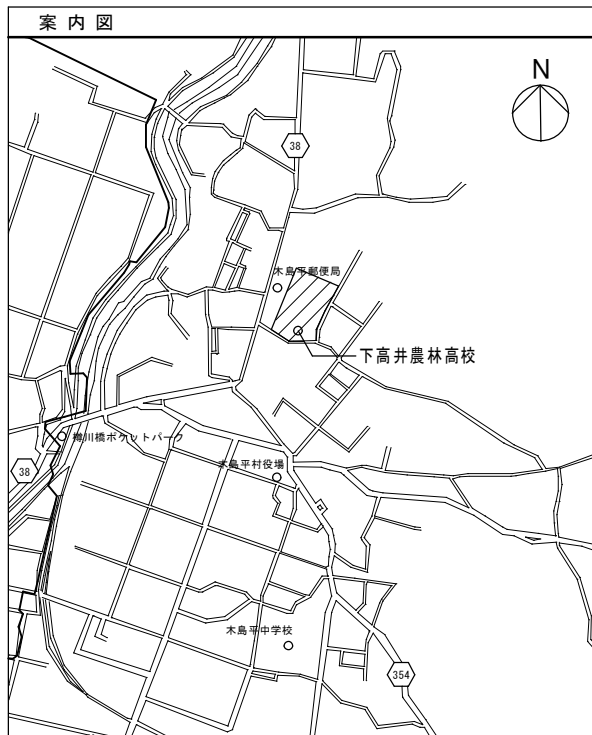 案内図
N
38
木島平郵便局
下高井農林高校
樽川橋ポケットパーク
38
木島平村役場
木島平中学校
354